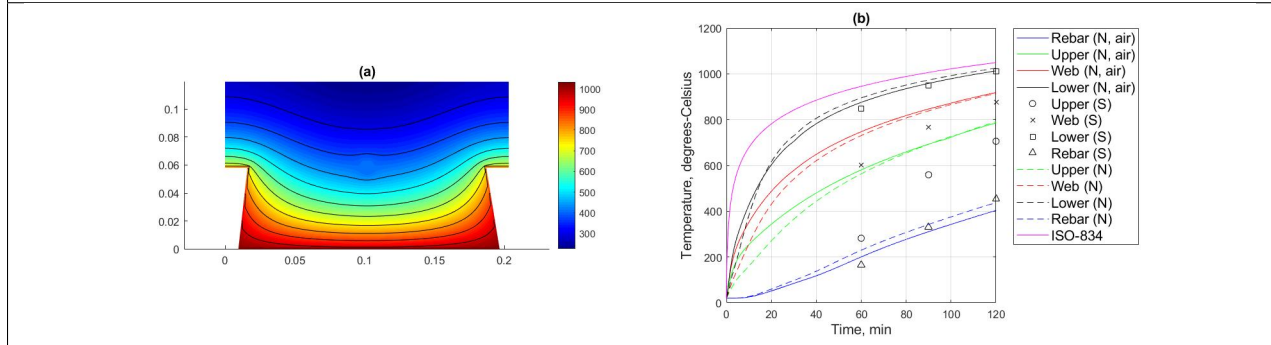 (a)
0.1
0.08
0.06
0.04
0.02
0
0
0.05
0.1
0.15
0.2
1000
900
800
700
600
500
400
300
(b)
1200
1000
800
600
400
200
0
Temperature, degrees-Celsius
0
20
40
60
80
100
120
Time, min
Rebar (N, air)
Upper (N, air)
Web (N, air)
Lower (N, air)
Upper (S)
Web (S)
Lower (S)
Rebar (S)
Upper (N)
Web (N)
Lower (N)
Rebar (N)
ISO-834